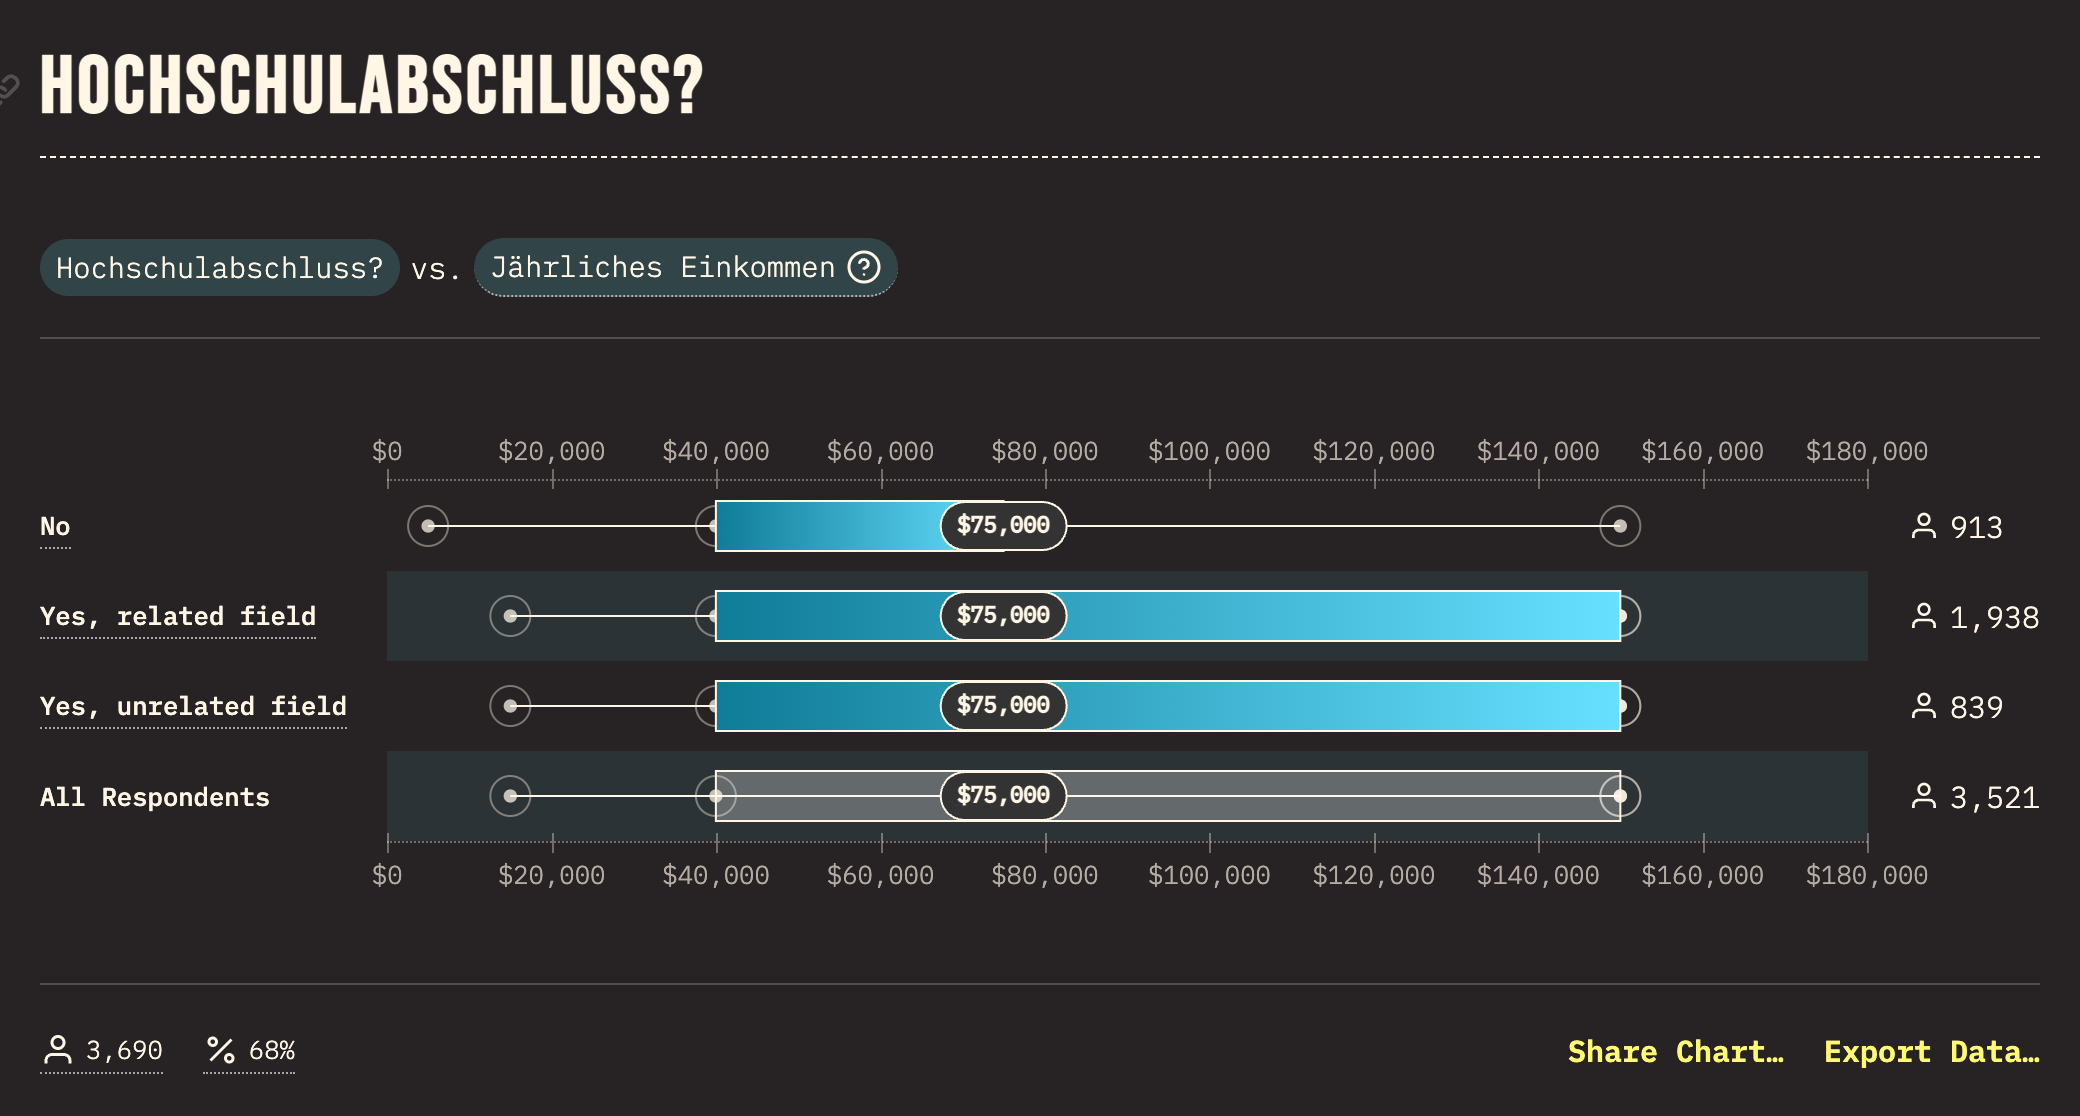 HOCHSCHULABSCHLUSS?
Hochschulabschluss? vs. Jährliches Einkommen ?
$0 $20,000 $40,000 $60,000 $80,000 $100,000 $120,000 $140,000 $160,000 $180,000
No $75,000 913
Yes, related field $75,000 1,938
Yes, unrelated field $75,000 839
All Respondents $75,000 3,521
$0 $20,000 $40,000 $60,000 $80,000 $100,000 $120,000 $140,000 $160,000 $180,000
3,690 68% Share Chart… Export Data…